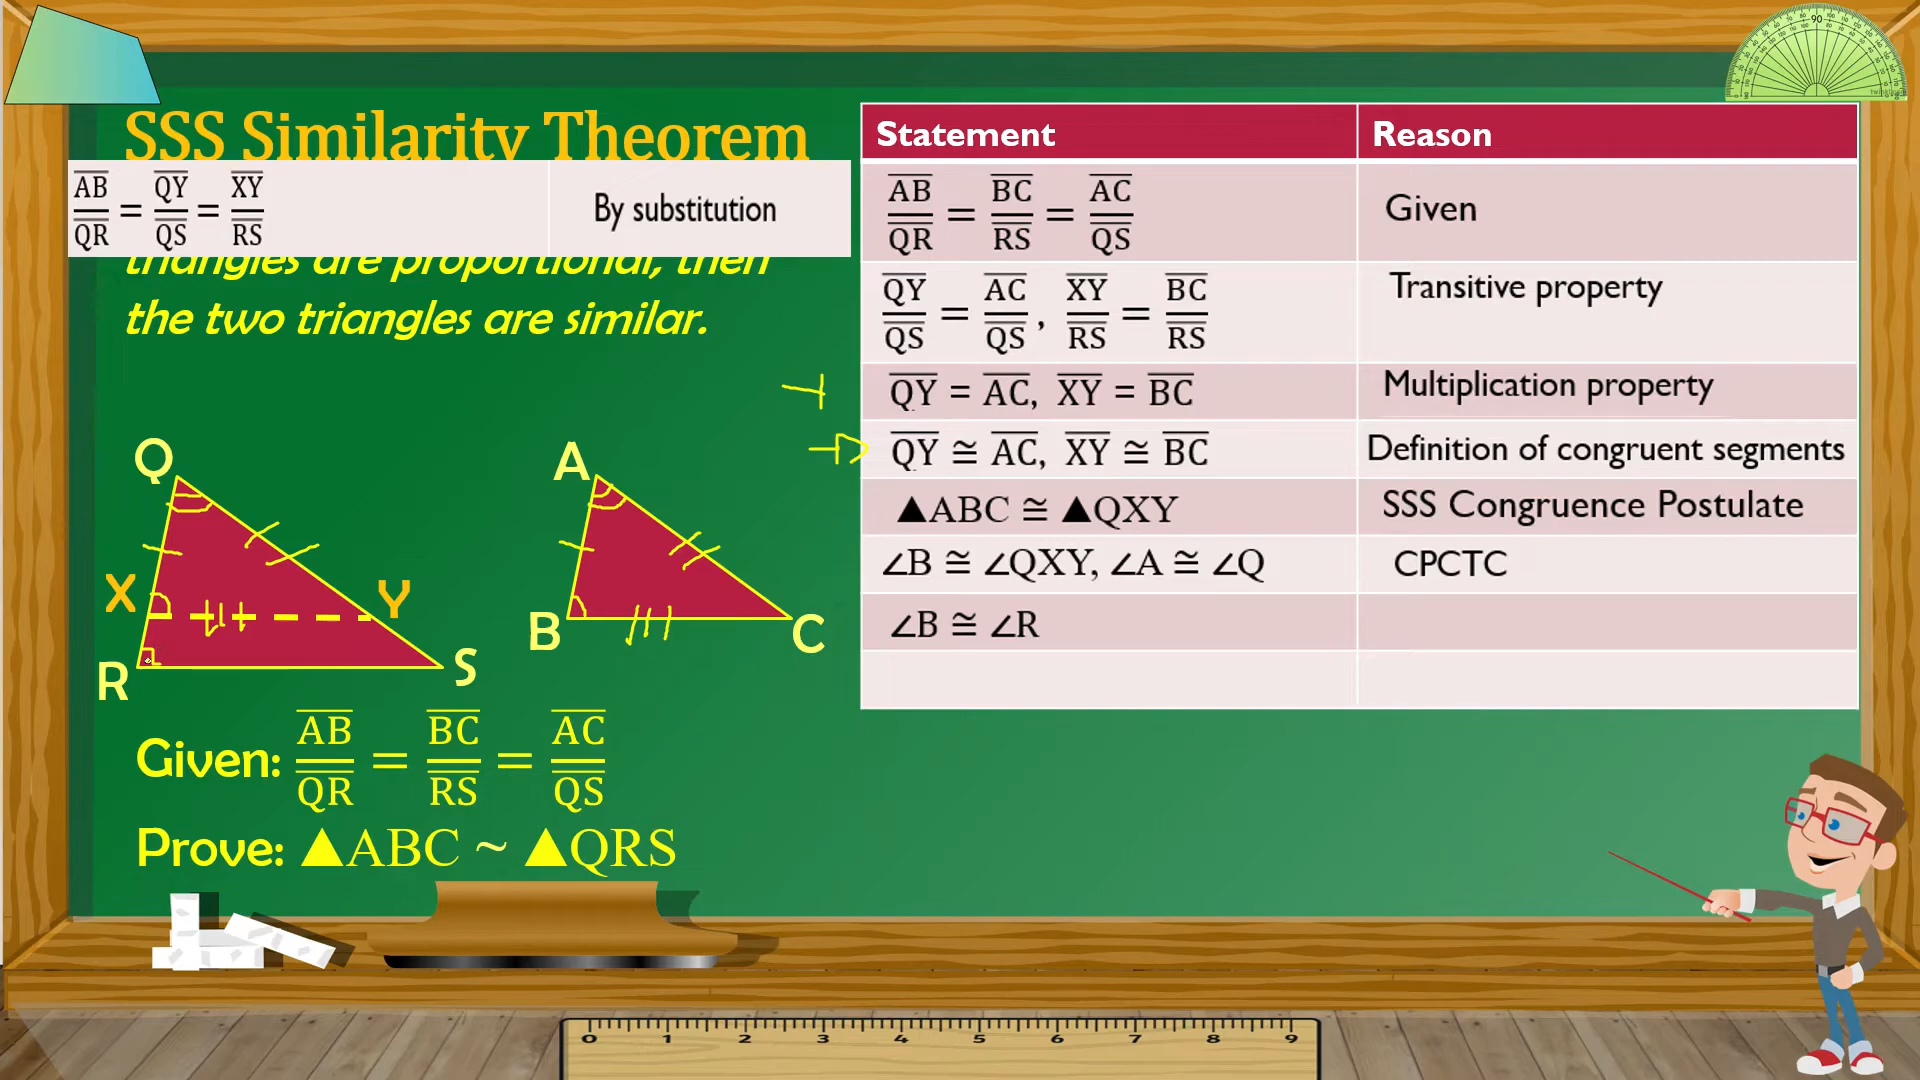 SSS Similarity Theorem
AB/QR = QY/QS = XY/RS By substitution
triangles are proportional, then
the two triangles are similar.
Q
X
Y
R
S
A
B
C
Given: AB/QR = BC/RS = AC/QS
Prove: ▲ABC ~ ▲QRS
Statement Reason
AB/QR = BC/RS = AC/QS Given
QY/QS = AC/QS, XY/RS = BC/RS Transitive property
QY = AC, XY = BC Multiplication property
QY ≅ AC, XY ≅ BC Definition of congruent segments
▲ABC ≅ ▲QXY SSS Congruence Postulate
∠B ≅ ∠QXY, ∠A ≅ ∠Q CPCTC
∠B ≅ ∠R
90
0 1 2 3 4 5 6 7 8 9